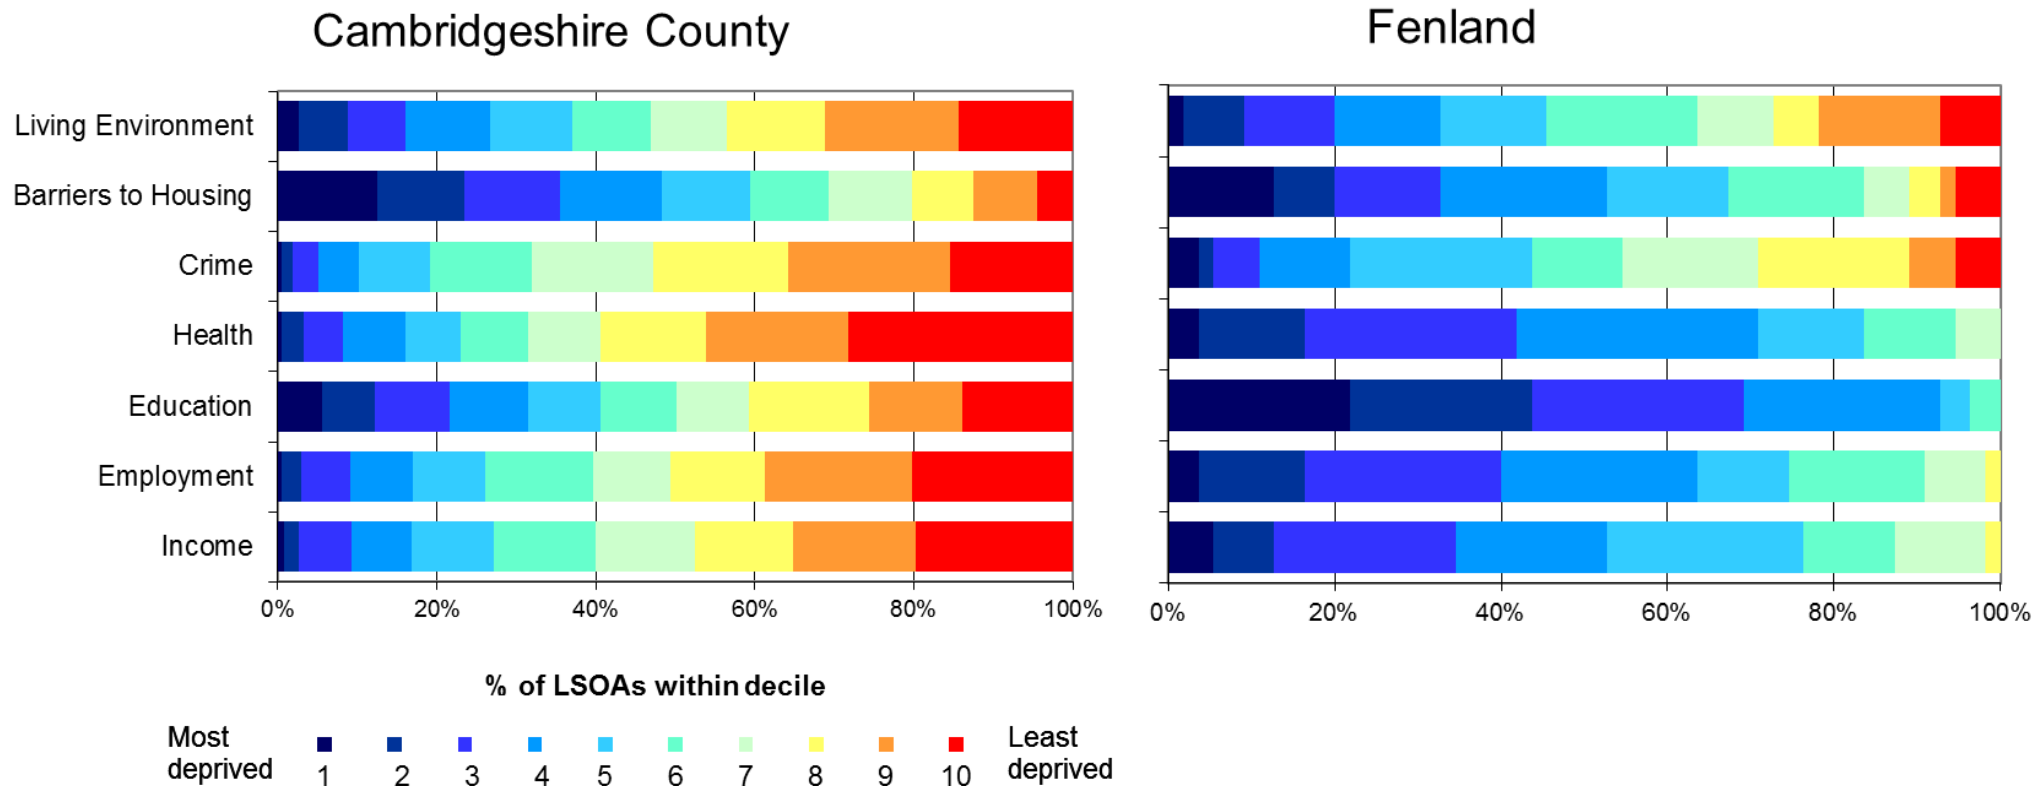 Cambridgeshire County
Fenland
Living Environment
Barriers to Housing
Crime
Health
Education
Employment
Income
0% 20% 40% 60% 80% 100%
0% 20% 40% 60% 80% 100%
% of LSOAs within decile
Most deprived
1 2 3 4 5 6 7 8 9 10
Least deprived